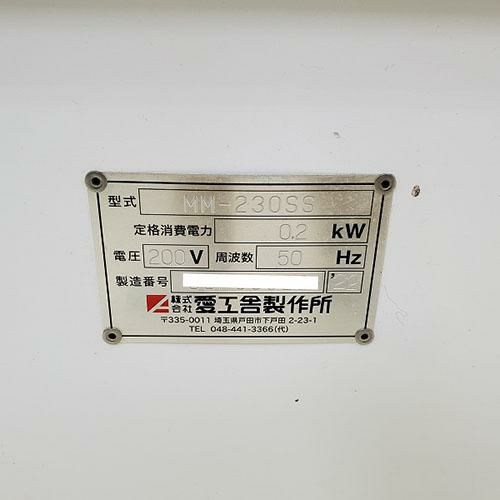 型式 MM-230SS
定格消費電力 0.2 kW
電圧 200 V 周波数 50 Hz
製造番号 '22
株式会社 愛工舎製作所
〒335-0011 埼玉県戸田市下戸田 2-23-1
TEL 048-441-3366(代)